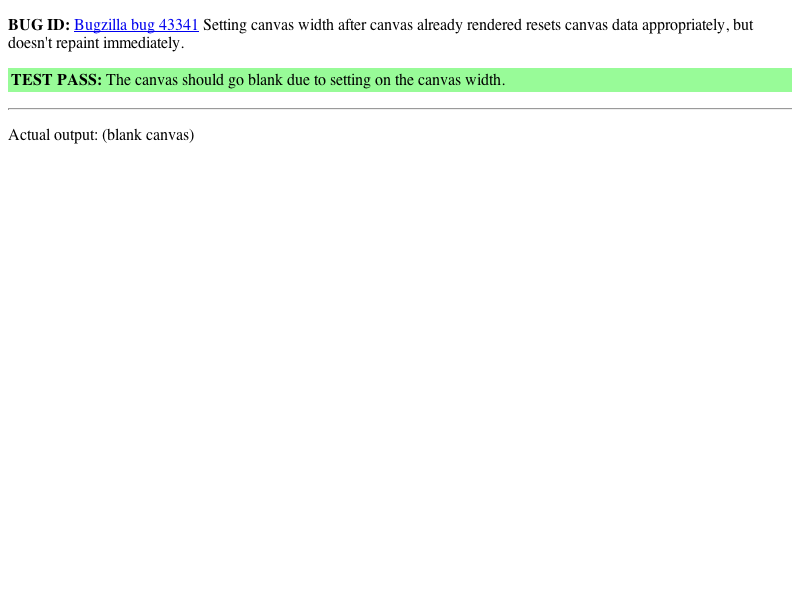 BUG ID: Bugzilla bug 43341 Setting canvas width after canvas already rendered resets canvas data appropriately, but
doesn't repaint immediately.
TEST PASS: The canvas should go blank due to setting on the canvas width.
Actual output: (blank canvas)